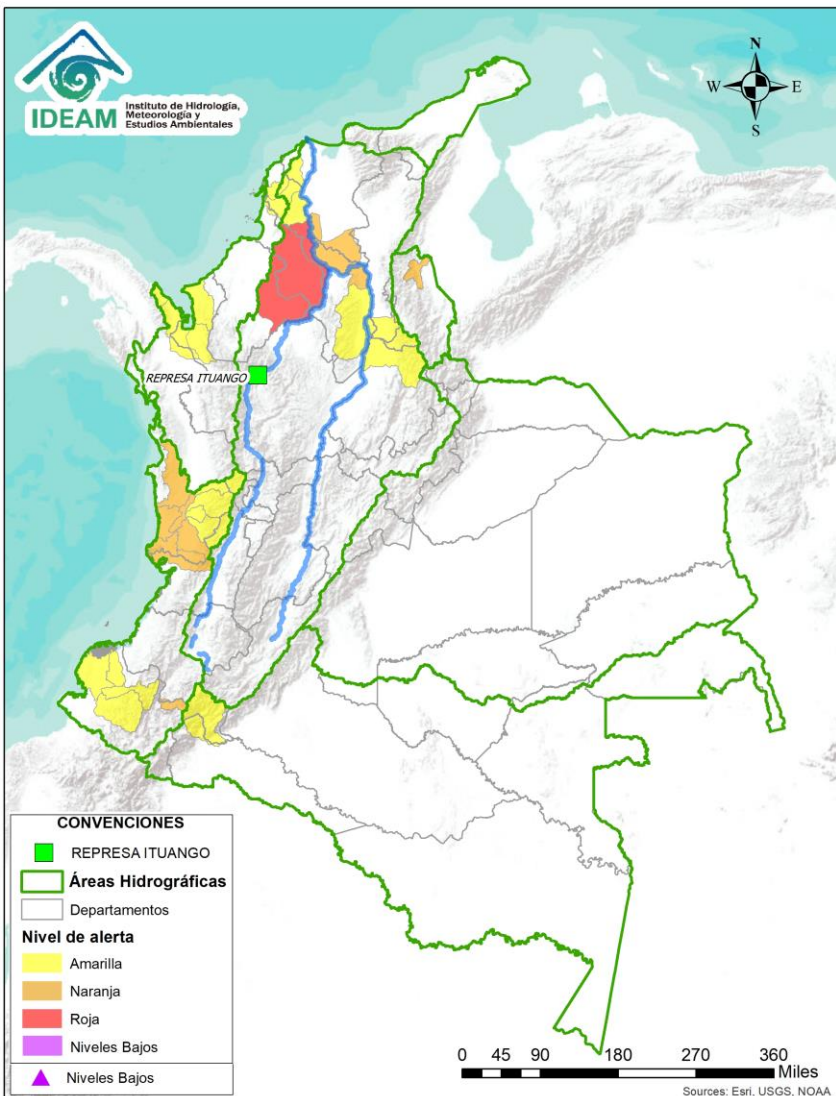 IDEAM
Instituto de Hidrología,
Meteorología y
Estudios Ambientales
N
W
E
S
REPRESA ITUANGO
CONVENCIONES
REPRESA ITUANGO
Áreas Hidrográficas
Departamentos
Nivel de alerta
Amarilla
Naranja
Roja
Niveles Bajos
Niveles Bajos
0 45 90 180 270 360
Miles
Sources: Esri, USGS, NOAA